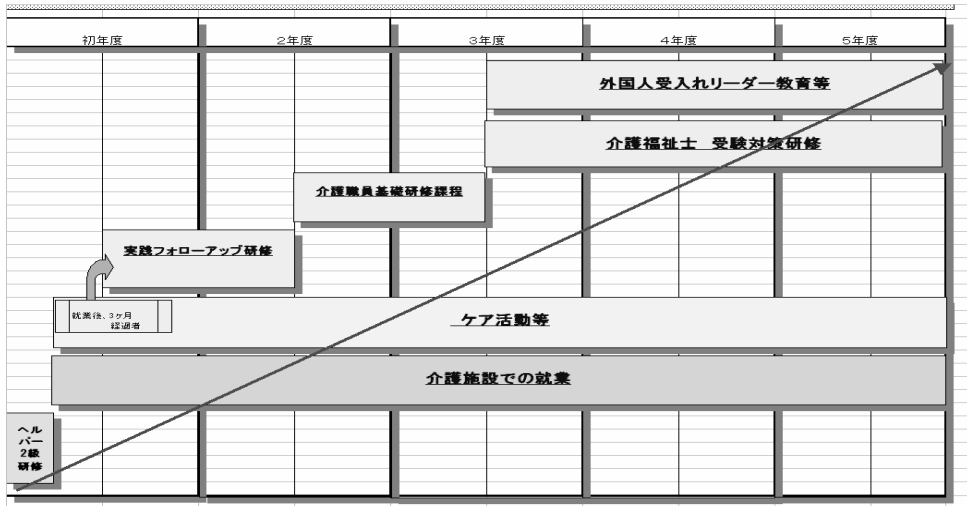 初年度
2年度
3年度
4年度
5年度
外国人受入れリーダー教育等
介護福祉士　受験対策研修
介護職員基礎研修課程
実践フォローアップ研修
就業後、3ヶ月
経過者
ケア活動等
介護施設での就業
ヘル
パー
2級
研修